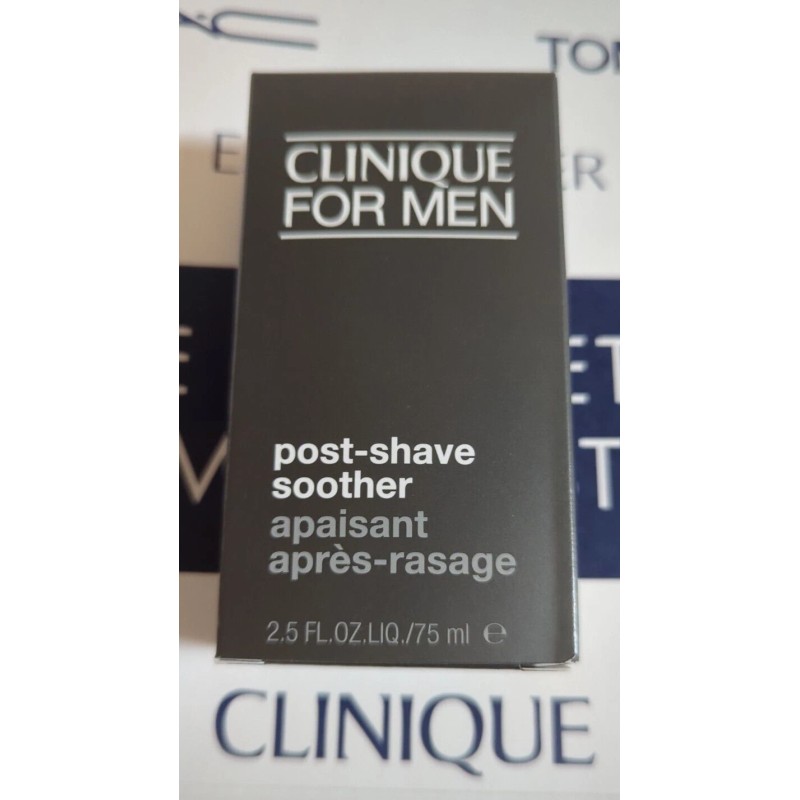 CLINIQUE
FOR MEN
post-shave
soother
apaisant
après-rasage
2.5 FL.OZ.LIQ./75 ml ℮
CLINIQUE